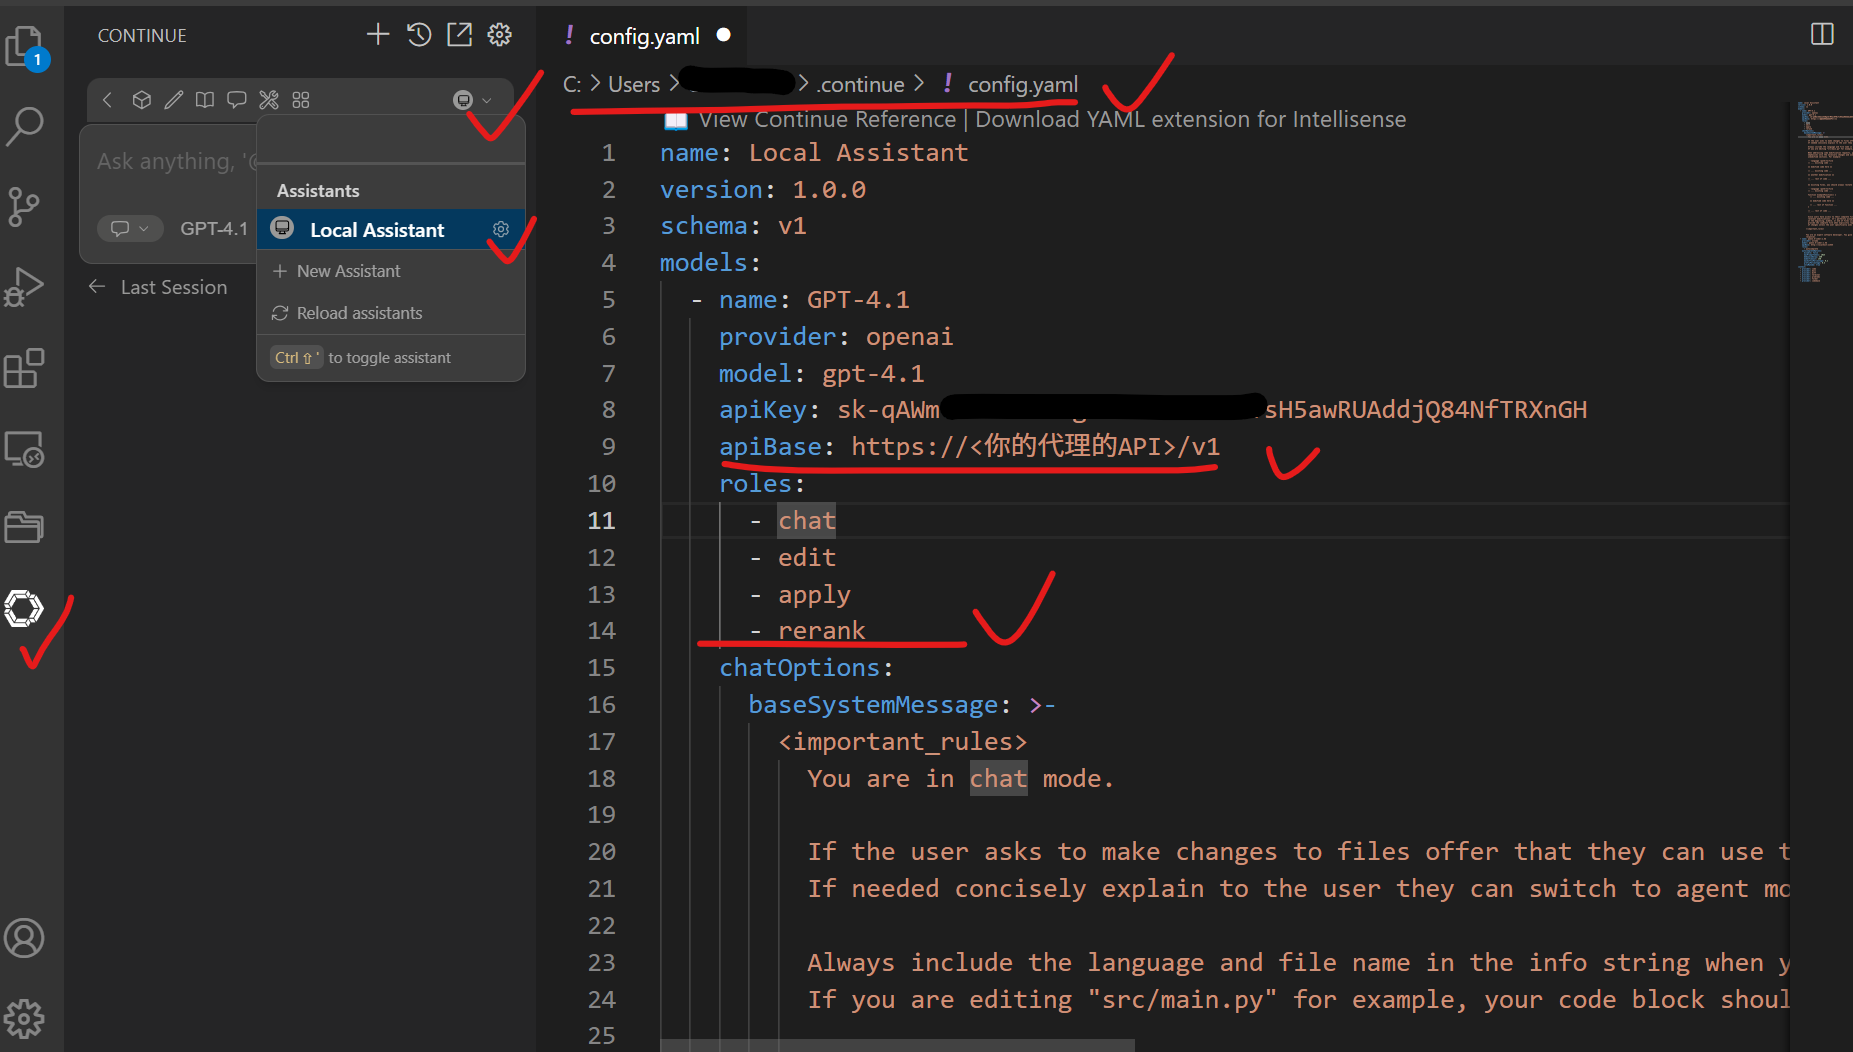 CONTINUE
1
Ask anything, '@
GPT-4.1
Last Session
Assistants
Local Assistant
New Assistant
Reload assistants
Ctrl ⇧ ' to toggle assistant
! config.yaml
C: > Users > > .continue > ! config.yaml
View Continue Reference | Download YAML extension for Intellisense
1 name: Local Assistant
2 version: 1.0.0
3 schema: v1
4 models:
5 - name: GPT-4.1
6 provider: openai
7 model: gpt-4.1
8 apiKey: sk-qAWm sH5awRUAddjQ84NfTRXnGH
9 apiBase: https://<你的代理的API>/v1
10 roles:
11 - chat
12 - edit
13 - apply
14 - rerank
15 chatOptions:
16 baseSystemMessage: >-
17 <important_rules>
18 You are in chat mode.
19
20 If the user asks to make changes to files offer that they can use t
21 If needed concisely explain to the user they can switch to agent mo
22
23 Always include the language and file name in the info string when y
24 If you are editing "src/main.py" for example, your code block shoul
25